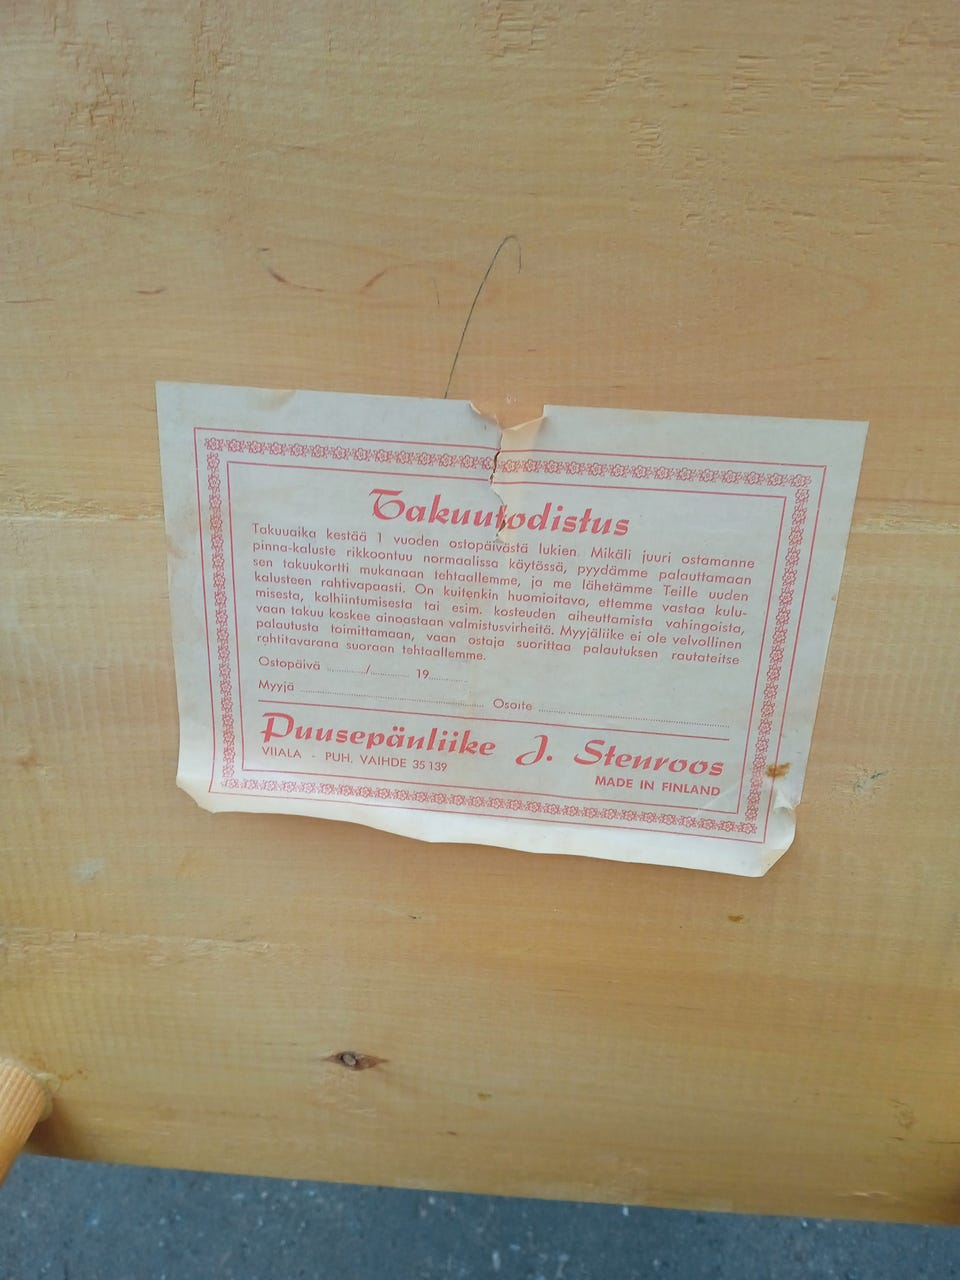 Takuutodistus
Takuuaika kestää 1 vuoden ostopäivästä lukien. Mikäli juuri ostamanne
pinna-kaluste rikkoontuu normaalissa käytössä, pyydämme palauttamaan
sen takuukortti mukanaan tehtaallemme, ja me lähetämme Teille uuden
kalusteen rahtivapaasti. On kuitenkin huomioitava, ettemme vastaa kulu-
misesta, kolhiintumisesta tai esim. kosteuden aiheuttamista vahingoista,
vaan takuu koskee ainoastaan valmistusvirheitä. Myyjäliike ei ole velvollinen
palautusta toimittamaan, vaan ostaja suorittaa palautuksen rautateitse
rahtitavarana suoraan tehtaallemme.
Ostopäivä ............/............ 19............
Myyjä ............................................ Osoite ............................................
Puusepänliike J. Stenroos
VIIALA - PUH. VAIHDE 35 139
MADE IN FINLAND